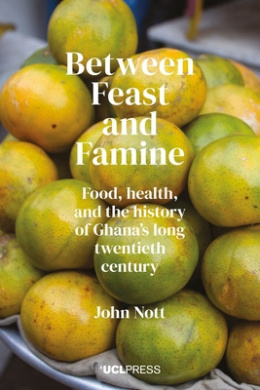 Between
Feast
and
Famine
Food, health,
and the history
of Ghana's long
twentieth
century
John Nott
UCLPRESS